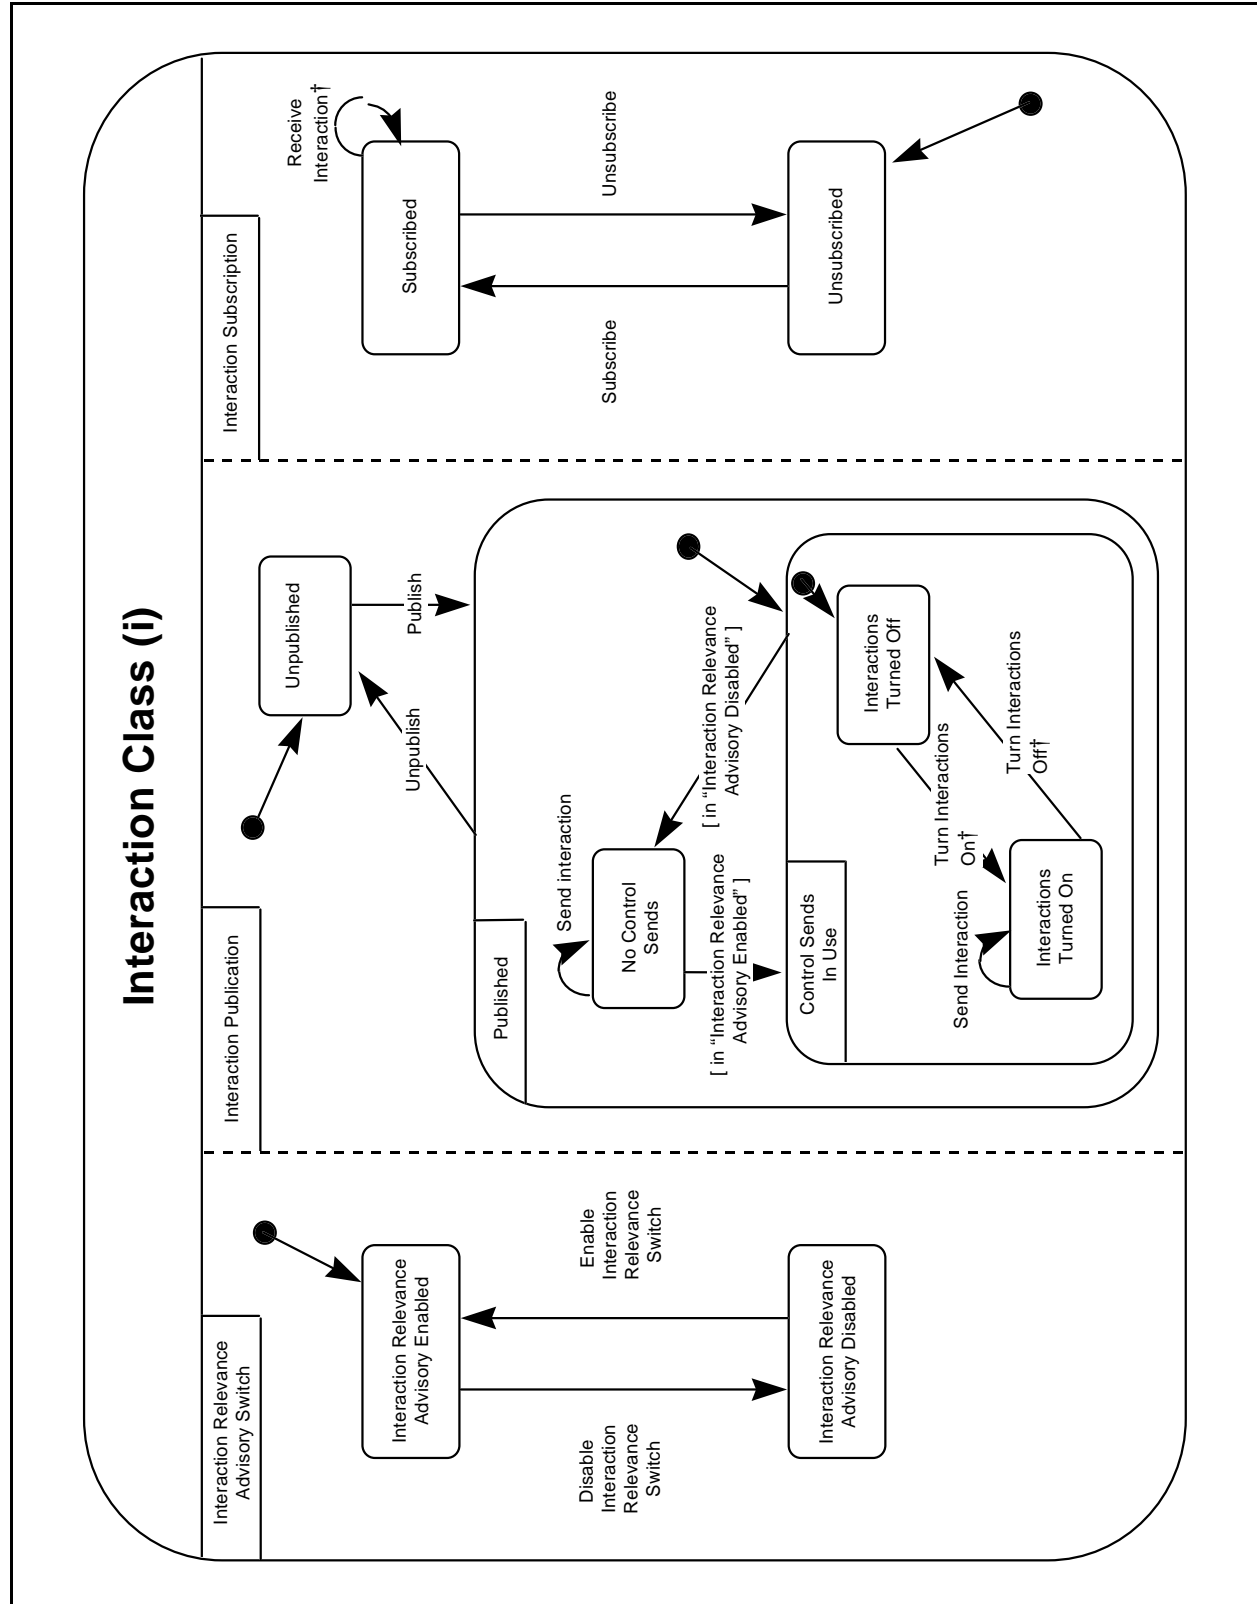 Interaction Class (i)
Interaction Relevance
Advisory Switch
Interaction Relevance
Advisory Enabled
Disable
Interaction
Relevance
Switch
Enable
Interaction
Relevance
Switch
Interaction Relevance
Advisory Disabled
Interaction Publication
Unpublished
Unpublish
Publish
Published
Send interaction
No Control
Sends
[ in “Interaction Relevance
Advisory Enabled” ]
[ in “Interaction Relevance
Advisory Disabled” ]
Control Sends
In Use
Interactions
Turned Off
Turn Interactions
On†
Turn Interactions
Off†
Send Interaction
Interactions
Turned On
Interaction Subscription
Receive
Interaction†
Subscribed
Subscribe
Unsubscribe
Unsubscribed